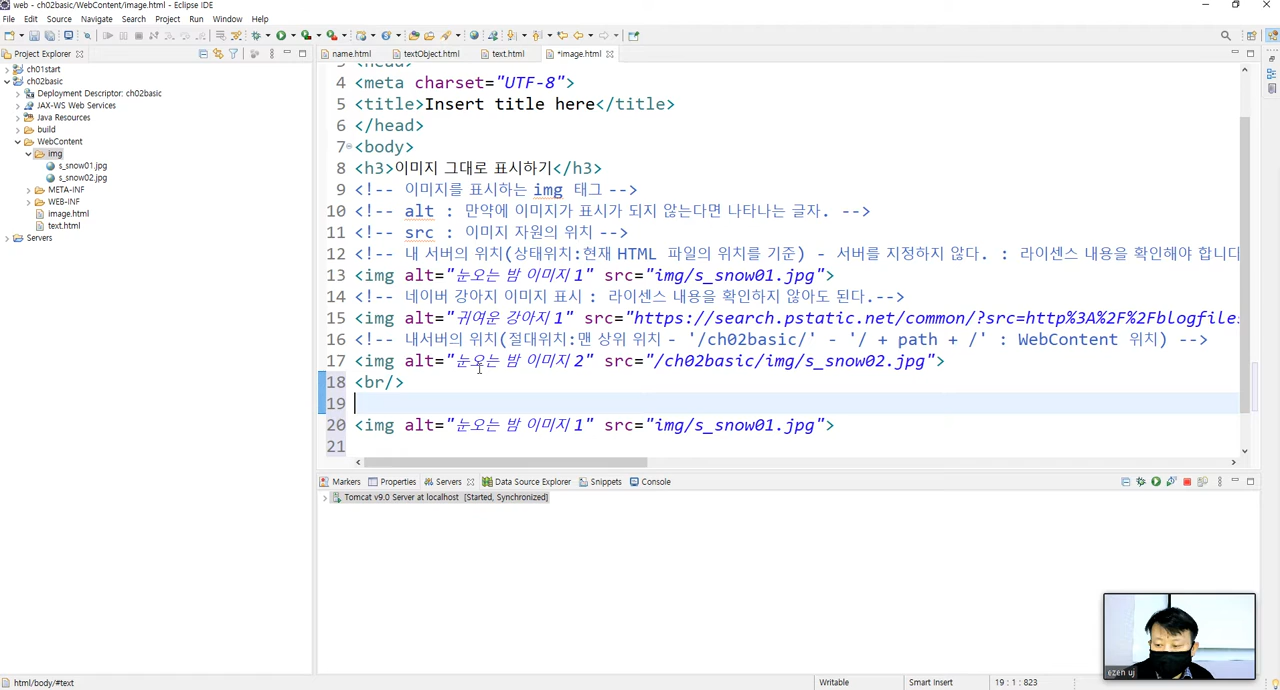 web - ch02basic/WebContent/image.html - Eclipse IDE
File Edit Source Navigate Search Project Run Window Help
Project Explorer
name.html textObject.html text.html *image.html
ch01start
ch02basic
Deployment Descriptor: ch02basic
JAX-WS Web Services
Java Resources
build
WebContent
img
s_snow01.jpg
s_snow02.jpg
META-INF
WEB-INF
image.html
text.html
Servers
3 <head>
4 <meta charset="UTF-8">
5 <title>Insert title here</title>
6 </head>
7 <body>
8 <h3>이미지 그대로 표시하기</h3>
9 <!-- 이미지를 표시하는 img 태그 -->
10 <!-- alt : 만약에 이미지가 표시가 되지 않는다면 나타나는 글자. -->
11 <!-- src : 이미지 자원의 위치 -->
12 <!-- 내 서버의 위치(상태위치:현재 HTML 파일의 위치를 기준) - 서버를 지정하지 않다. : 라이센스 내용을 확인해야 합니다
13 <img alt="눈오는 밤 이미지1" src="img/s_snow01.jpg">
14 <!-- 네이버 강아지 이미지 표시 : 라이센스 내용을 확인하지 않아도 된다.-->
15 <img alt="귀여운 강아지1" src="https://search.pstatic.net/common/?src=http%3A%2F%2Fblogfiles
16 <!-- 내서버의 위치(절대위치:맨 상위 위치 - '/ch02basic/' - '/ + path + /' : WebContent 위치) -->
17 <img alt="눈오는 밤 이미지2" src="/ch02basic/img/s_snow02.jpg">
18 <br/>
19
20 <img alt="눈오는 밤 이미지1" src="img/s_snow01.jpg">
21
Markers Properties Servers Data Source Explorer Snippets Console
Tomcat v9.0 Server at localhost [Started, Synchronized]
ezen uj
html/body/#text Writable Smart Insert 19 : 1 : 823